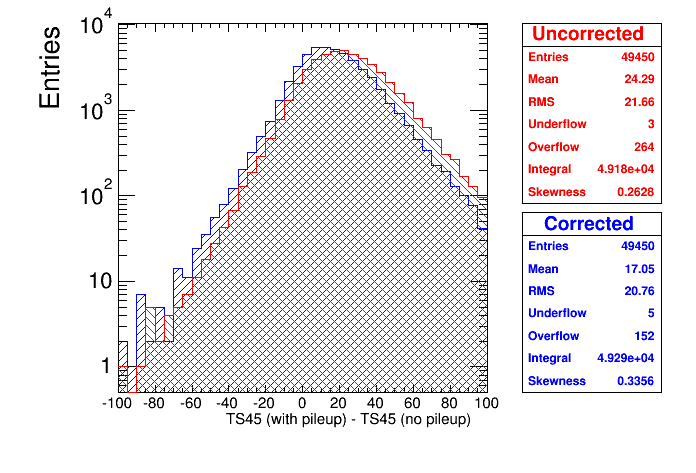 Entries
10^4
10^3
10^2
10
1
-100 -80 -60 -40 -20 0 20 40 60 80 100
TS45 (with pileup) - TS45 (no pileup)
Uncorrected
Entries 49450
Mean 24.29
RMS 21.66
Underflow 3
Overflow 264
Integral 4.918e+04
Skewness 0.2628
Corrected
Entries 49450
Mean 17.05
RMS 20.76
Underflow 5
Overflow 152
Integral 4.929e+04
Skewness 0.3356